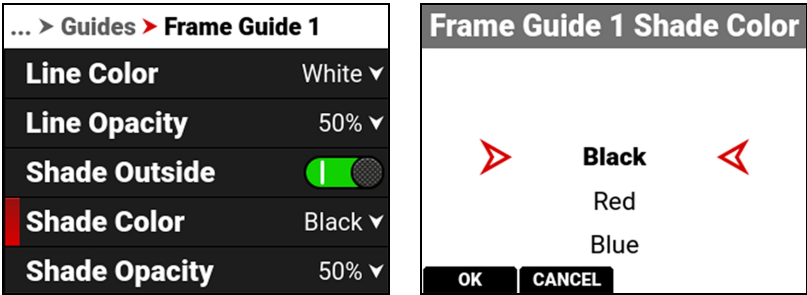 ... > Guides > Frame Guide 1
Line Color White
Line Opacity 50%
Shade Outside
Shade Color Black
Shade Opacity 50%
Frame Guide 1 Shade Color
Black
Red
Blue
OK CANCEL